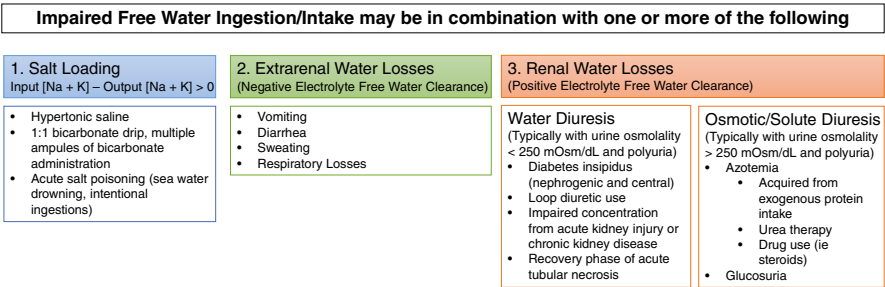 Impaired Free Water Ingestion/Intake may be in combination with one or more of the following
1. Salt Loading
Input [Na + K] – Output [Na + K] > 0
• Hypertonic saline
• 1:1 bicarbonate drip, multiple
ampules of bicarbonate
administration
• Acute salt poisoning (sea water
drowning, intentional
ingestions)
2. Extrarenal Water Losses
(Negative Electrolyte Free Water Clearance)
• Vomiting
• Diarrhea
• Sweating
• Respiratory Losses
3. Renal Water Losses
(Positive Electrolyte Free Water Clearance)
Water Diuresis
(Typically with urine osmolality
< 250 mOsm/dL and polyuria)
• Diabetes insipidus
(nephrogenic and central)
• Loop diuretic use
• Impaired concentration
from acute kidney injury or
chronic kidney disease
• Recovery phase of acute
tubular necrosis
Osmotic/Solute Diuresis
(Typically with urine osmolality
> 250 mOsm/dL and polyuria)
• Azotemia
• Acquired from
exogenous protein
intake
• Urea therapy
• Drug use (ie
steroids)
• Glucosuria